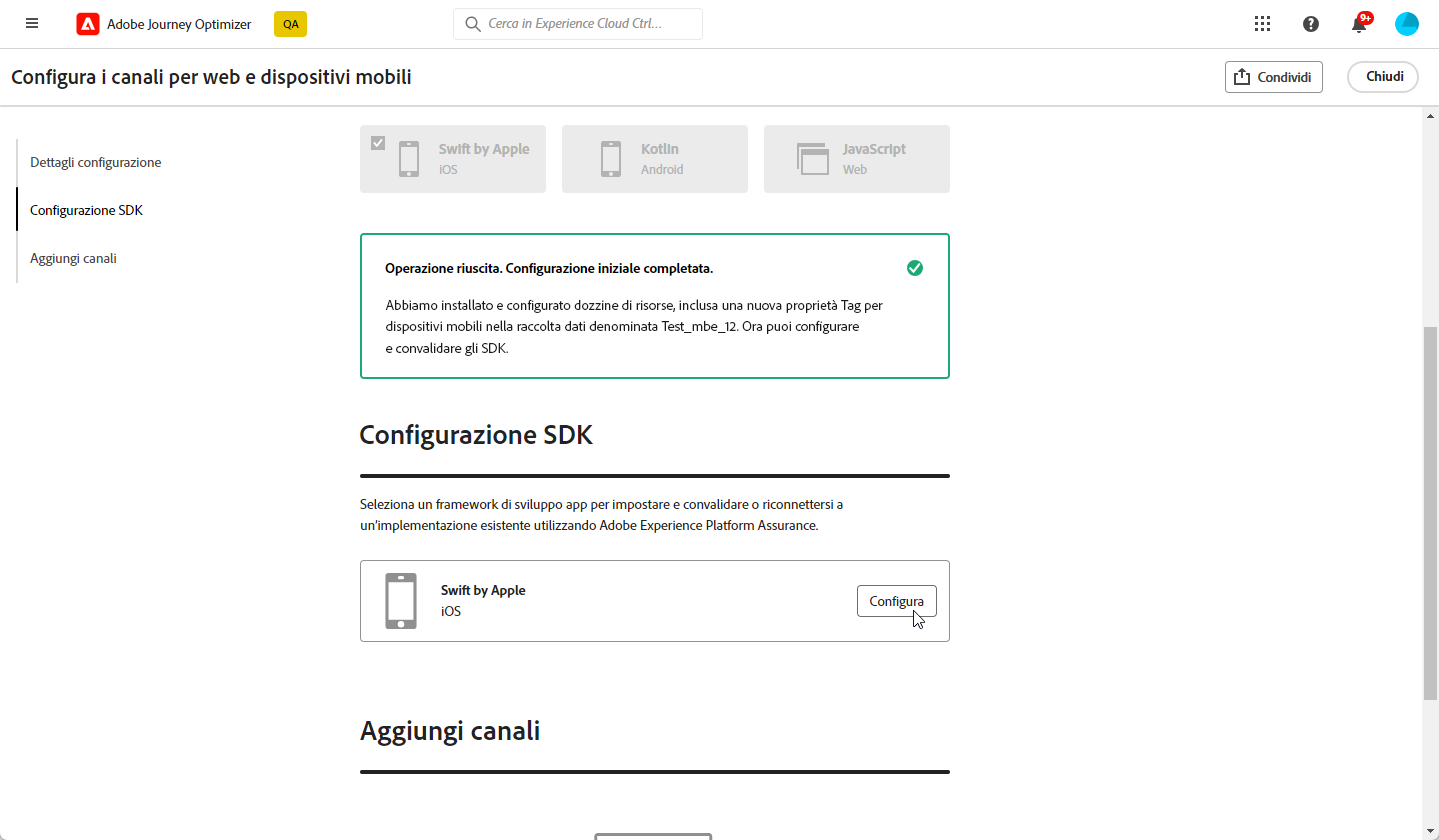 Adobe Journey Optimizer
QA
Cerca in Experience Cloud Ctrl...
9+
Configura i canali per web e dispositivi mobili
Condividi
Chiudi
Dettagli configurazione
Configurazione SDK
Aggiungi canali
Swift by Apple
iOS
Kotlin
Android
JavaScript
Web
Operazione riuscita. Configurazione iniziale completata.
Abbiamo installato e configurato dozzine di risorse, inclusa una nuova proprietà Tag per
dispositivi mobili nella raccolta dati denominata Test_mbe_12. Ora puoi configurare
e convalidare gli SDK.
Configurazione SDK
Seleziona un framework di sviluppo app per impostare e convalidare o riconnettersi a
un'implementazione esistente utilizzando Adobe Experience Platform Assurance.
Swift by Apple
iOS
Configura
Aggiungi canali